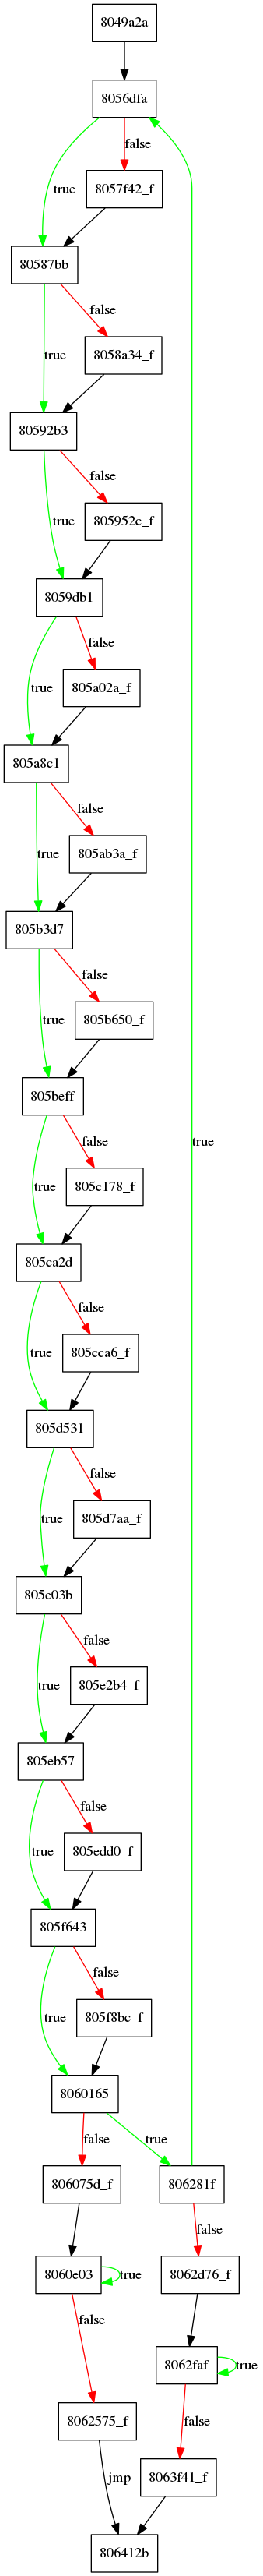 8049a2a
8056dfa
false
true
8057f42_f
80587bb
false
true
8058a34_f
80592b3
false
true
805952c_f
8059db1
false
true
805a02a_f
805a8c1
false
true
805ab3a_f
805b3d7
false
true
805b650_f
805beff
false
true
true
805c178_f
805ca2d
false
true
805cca6_f
805d531
false
true
805d7aa_f
805e03b
false
true
805e2b4_f
805eb57
false
true
805edd0_f
805f643
false
true
805f8bc_f
8060165
false
true
806075d_f
806281f
false
8060e03
true
8062d76_f
false
8062faf
true
8062575_f
false
jmp
8063f41_f
806412b